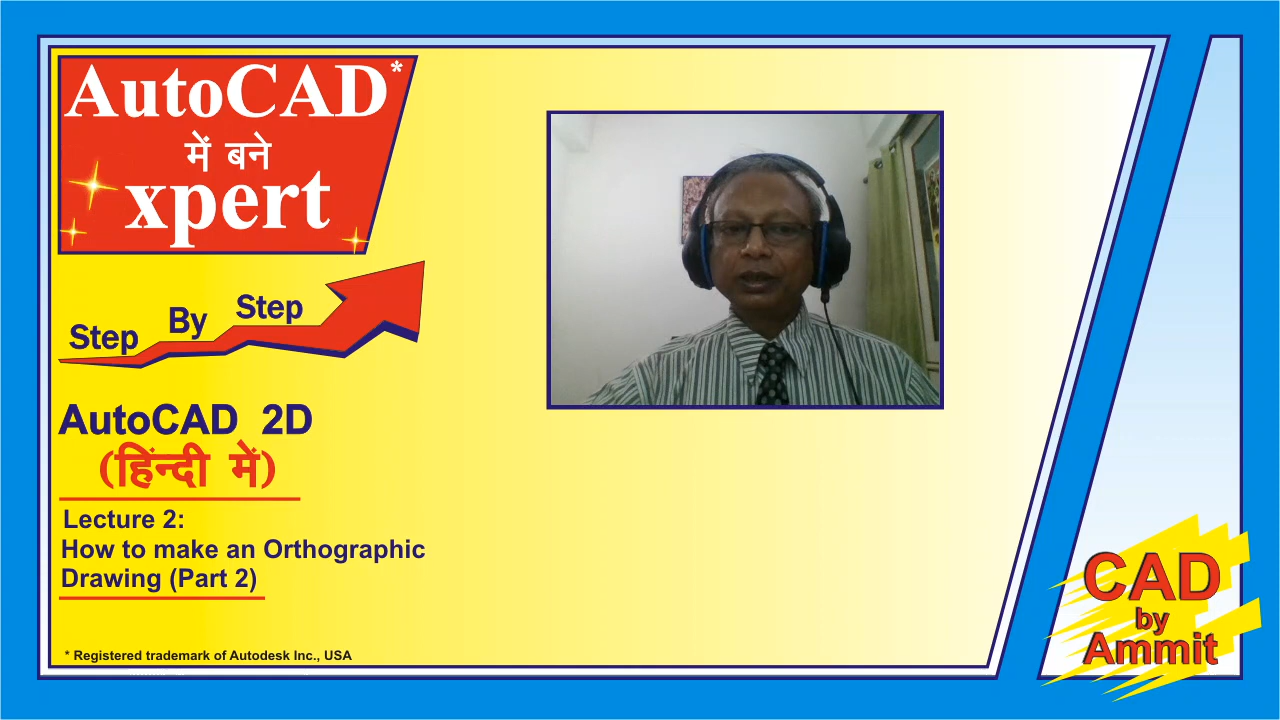 AutoCAD*
में बने
xpert
Step By Step
AutoCAD 2D
(हिंन्दी में)
Lecture 2:
How to make an Orthographic
Drawing (Part 2)
* Registered trademark of Autodesk Inc., USA
CAD
by
Ammit